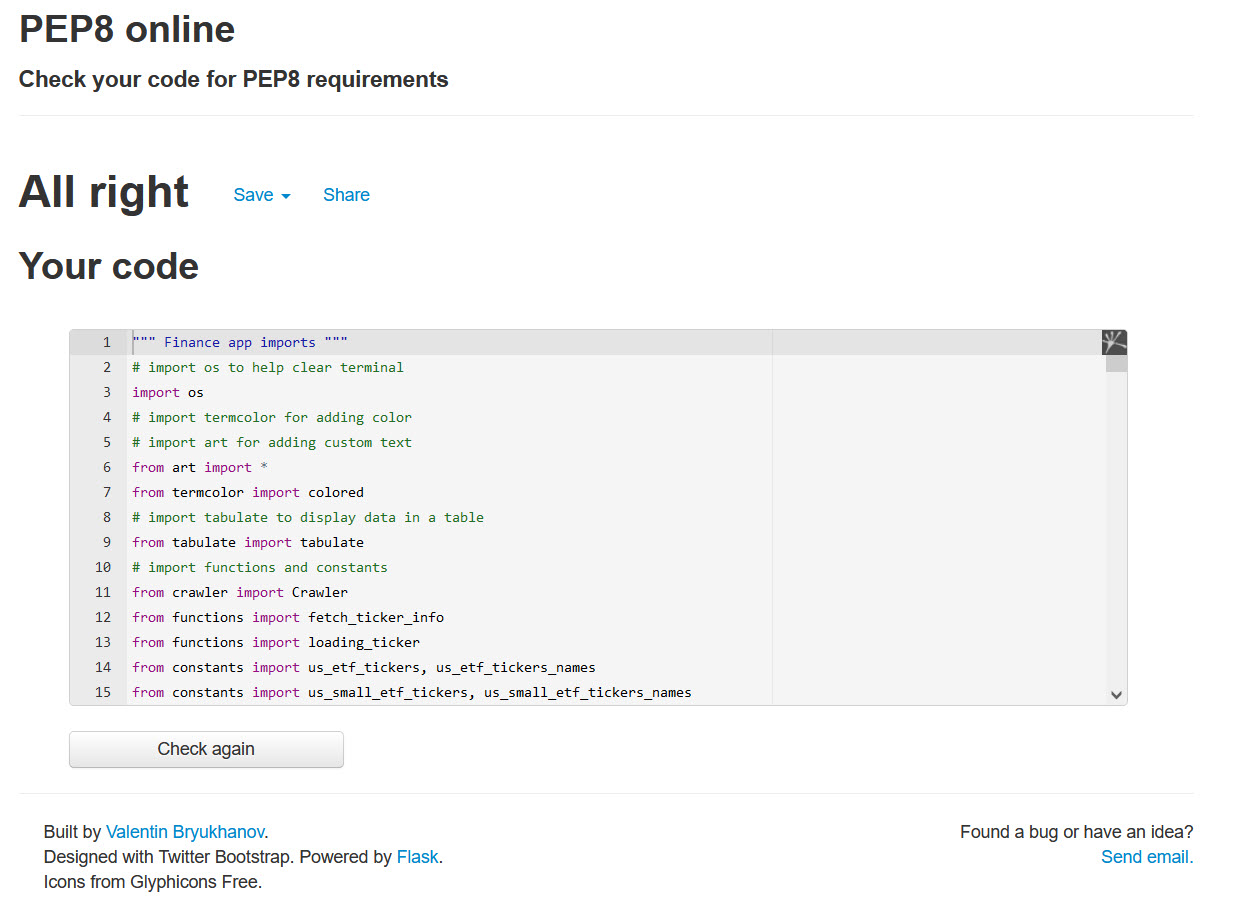 PEP8 online
Check your code for PEP8 requirements
All right Save Share
Your code
1 """ Finance app imports """
2 # import os to help clear terminal
3 import os
4 # import termcolor for adding color
5 # import art for adding custom text
6 from art import *
7 from termcolor import colored
8 # import tabulate to display data in a table
9 from tabulate import tabulate
10 # import functions and constants
11 from crawler import Crawler
12 from functions import fetch_ticker_info
13 from functions import loading_ticker
14 from constants import us_etf_tickers, us_etf_tickers_names
15 from constants import us_small_etf_tickers, us_small_etf_tickers_names
Check again
Built by Valentin Bryukhanov.
Designed with Twitter Bootstrap. Powered by Flask.
Icons from Glyphicons Free.
Found a bug or have an idea?
Send email.